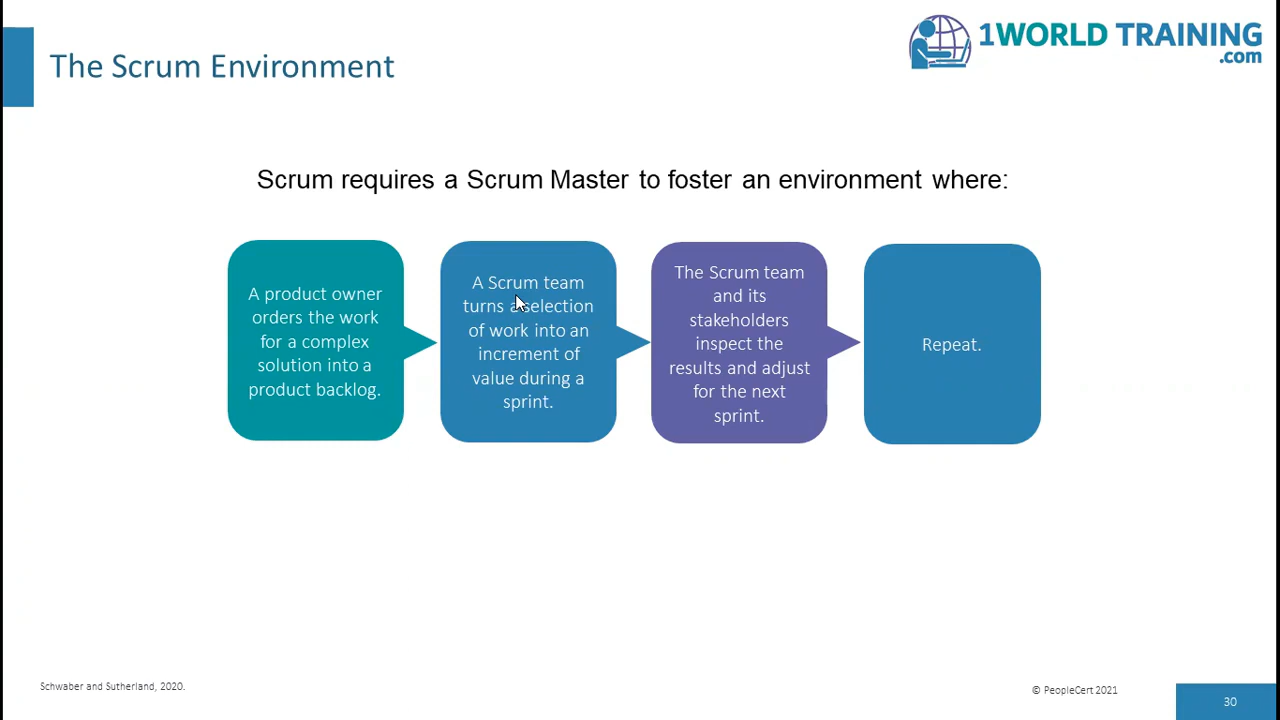 The Scrum Environment
1WORLD TRAINING
.com
Scrum requires a Scrum Master to foster an environment where:
A product owner
orders the work
for a complex
solution into a
product backlog.
A Scrum team
turns a selection
of work into an
increment of
value during a
sprint.
The Scrum team
and its
stakeholders
inspect the
results and adjust
for the next
sprint.
Repeat.
Schwaber and Sutherland, 2020.
© PeopleCert 2021
30